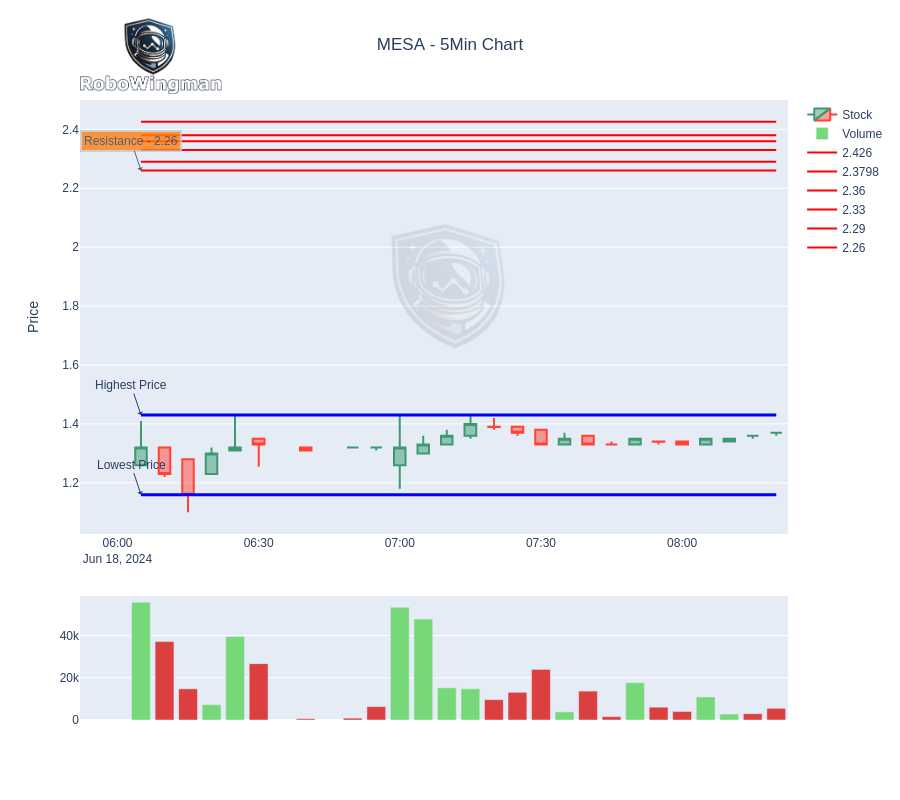 MESA - 5Min Chart
RoboWingman
Price
2.4
2.2
2
1.8
1.6
1.4
1.2
Resistance - 2.26
Highest Price
Lowest Price
06:00
06:30
07:00
07:30
08:00
Jun 18, 2024
40k
20k
0
Stock
Volume
2.426
2.3798
2.36
2.33
2.29
2.26